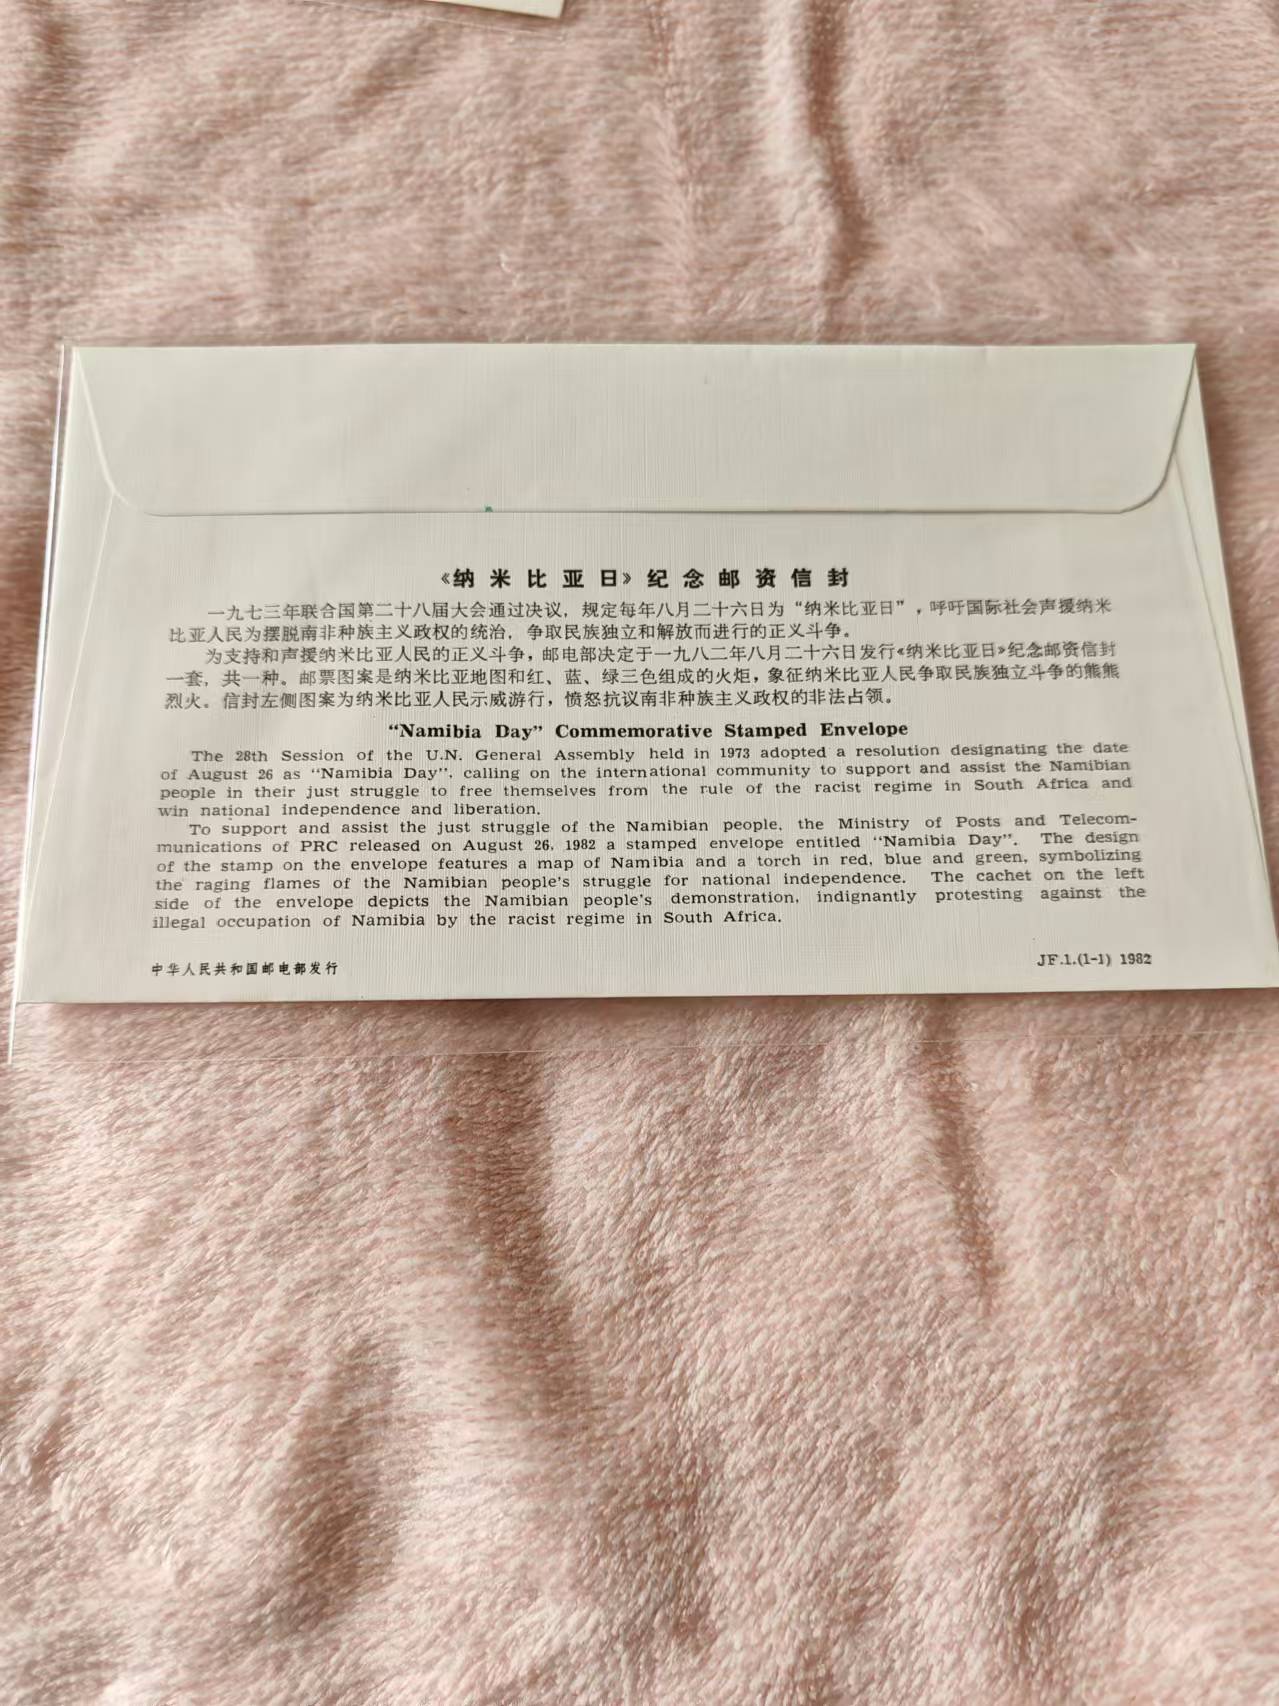 《纳米比亚日》纪念邮资信封
一九七三年联合国第二十八届大会通过决议，规定每年八月二十六日为“纳米比亚日”，呼吁国际社会声援纳米
比亚人民为摆脱南非种族主义政权的统治，争取民族独立和解放而进行的正义斗争。
为支持和声援纳米比亚人民的正义斗争，邮电部决定于一九八二年八月二十六日发行《纳米比亚日》纪念邮资信封
一套，共一种。邮票图案是纳米比亚地图和红、蓝、绿三色组成的火炬，象征纳米比亚人民争取民族独立斗争的熊熊
烈火。信封左侧图案为纳米比亚人民示威游行，愤怒抗议南非种族主义政权的非法占领。
“Namibia Day” Commemorative Stamped Envelope
The 28th Session of the U.N. General Assembly held in 1973 adopted a resolution designating the date
of August 26 as “Namibia Day”, calling on the international community to support and assist the Namibian
people in their just struggle to free themselves from the rule of the racist regime in South Africa and
win national independence and liberation.
To support and assist the just struggle of the Namibian people, the Ministry of Posts and Telecom-
munications of PRC released on August 26, 1982 a stamped envelope entitled “Namibia Day”. The design
of the stamp on the envelope features a map of Namibia and a torch in red, blue and green, symbolizing
the raging flames of the Namibian people's struggle for national independence. The cachet on the left
side of the envelope depicts the Namibian people's demonstration, indignantly protesting against the
illegal occupation of Namibia by the racist regime in South Africa.
中华人民共和国邮电部发行
JF.1.(1-1) 1982